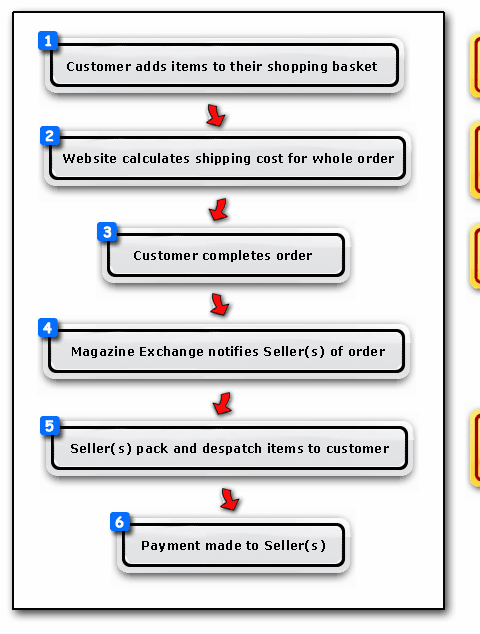 1
Customer adds items to their shopping basket
2
Website calculates shipping cost for whole order
3
Customer completes order
4
Magazine Exchange notifies Seller(s) of order
5
Seller(s) pack and despatch items to customer
6
Payment made to Seller(s)